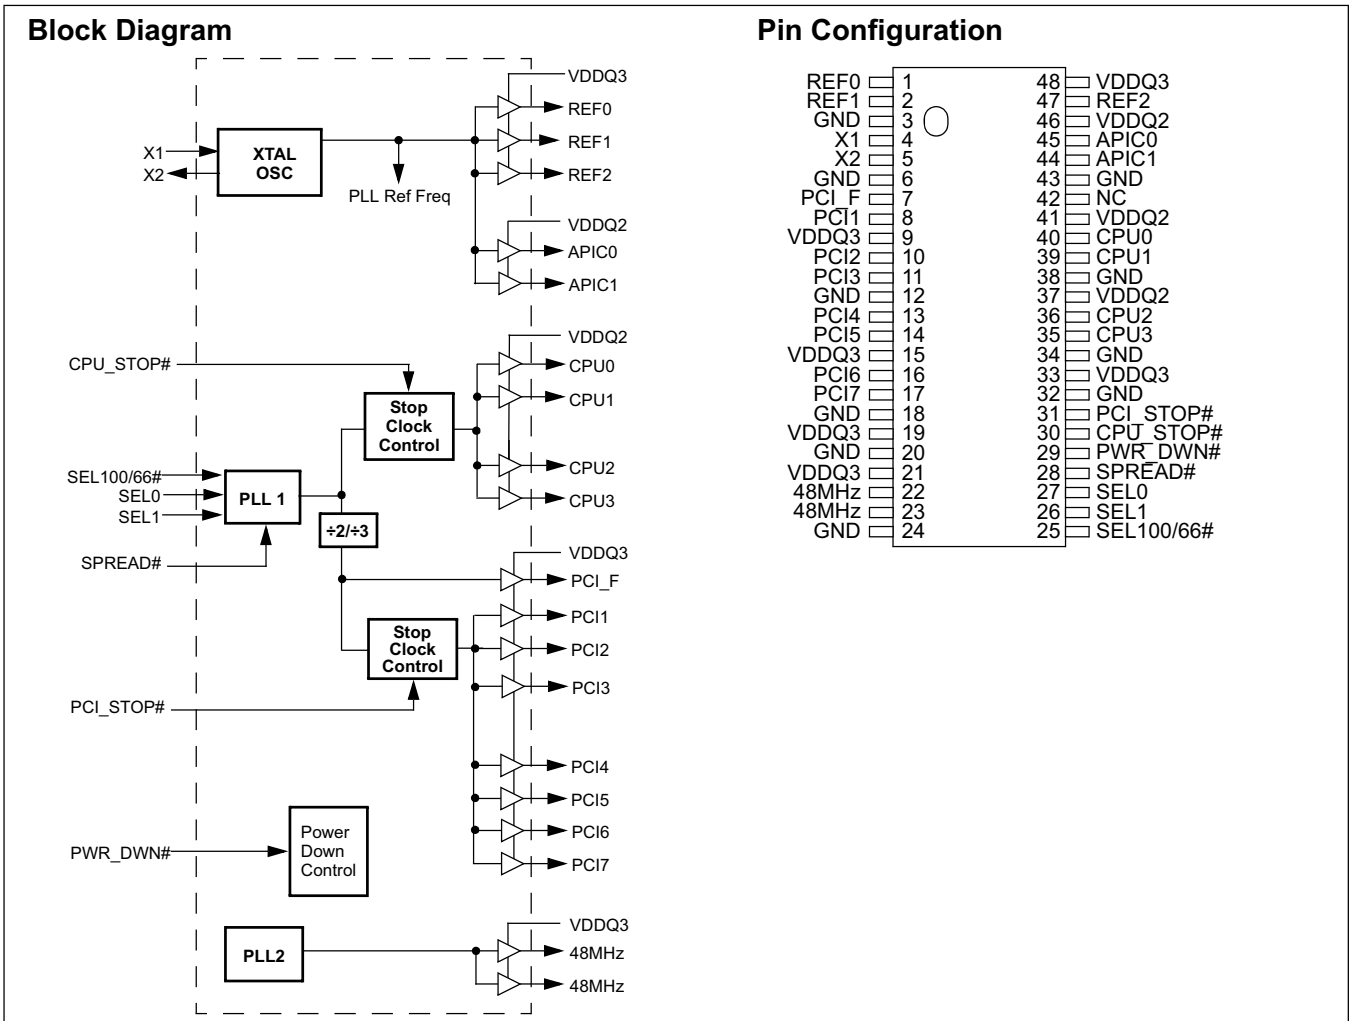 Block Diagram
VDDQ3
REF0
REF1
REF2
X1
X2
XTAL
OSC
PLL Ref Freq
VDDQ2
APIC0
APIC1
VDDQ2
CPU_STOP#
CPU0
CPU1
Stop
Clock
Control
CPU2
CPU3
SEL100/66#
SEL0
SEL1
PLL 1
÷2/÷3
SPREAD#
VDDQ3
PCI_F
PCI1
Stop
Clock
Control
PCI2
PCI3
PCI_STOP#
PCI4
PCI5
PCI6
PCI7
PWR_DWN#
Power
Down
Control
VDDQ3
PLL2
48MHz
48MHz
Pin Configuration
REF0 1 48 VDDQ3
REF1 2 47 REF2
GND 3 46 VDDQ2
X1 4 45 APIC0
X2 5 44 APIC1
GND 6 43 GND
PCI_F 7 42 NC
PCI1 8 41 VDDQ2
VDDQ3 9 40 CPU0
PCI2 10 39 CPU1
PCI3 11 38 GND
GND 12 37 VDDQ2
PCI4 13 36 CPU2
PCI5 14 35 CPU3
VDDQ3 15 34 GND
PCI6 16 33 VDDQ3
PCI7 17 32 GND
GND 18 31 PCI_STOP#
VDDQ3 19 30 CPU_STOP#
GND 20 29 PWR_DWN#
VDDQ3 21 28 SPREAD#
48MHz 22 27 SEL0
48MHz 23 26 SEL1
GND 24 25 SEL100/66#